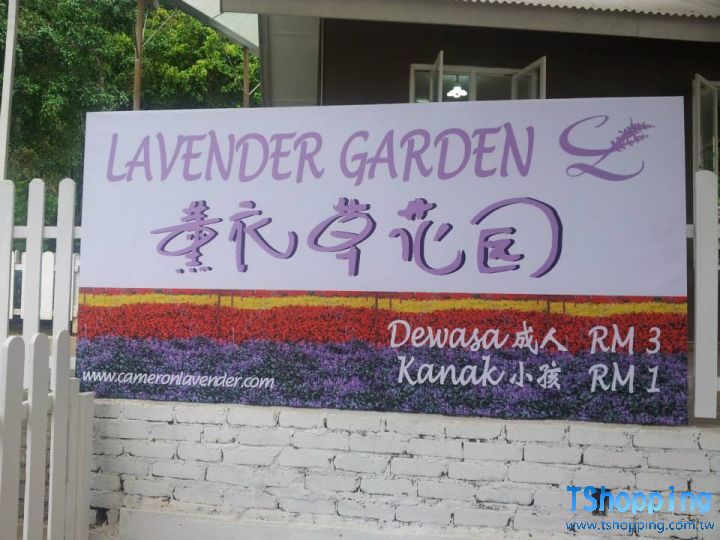 LAVENDER GARDEN
薰衣草花园
Dewasa 成人 RM 3
Kanak 小孩 RM 1
www.cameronlavender.com
TShopping
www.tshopping.com.tw